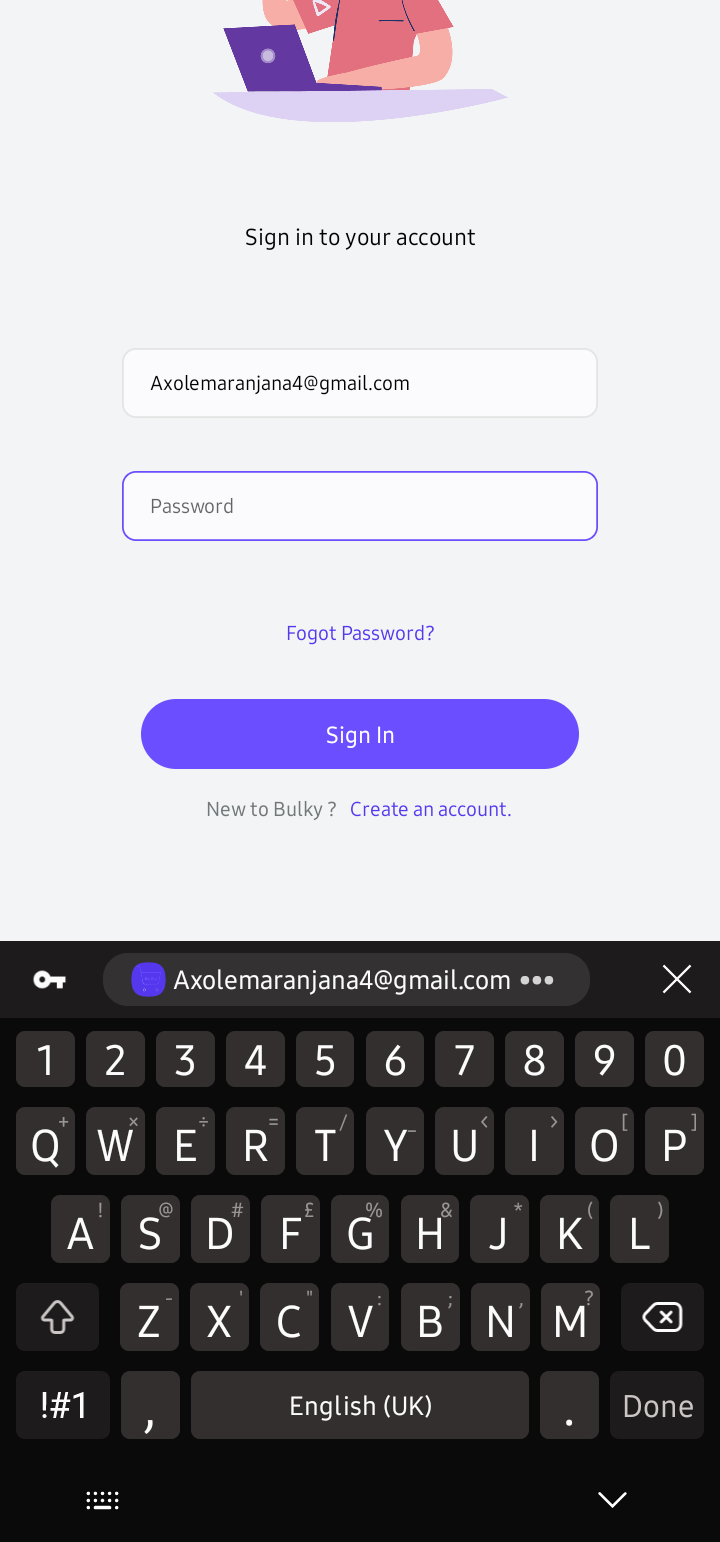 Sign in to your account
Axolemaranjana4@gmail.com
Password
Fogot Password?
Sign In
New to Bulky ? Create an account.
Axolemaranjana4@gmail.com •••
1 2 3 4 5 6 7 8 9 0
+ × ÷ = / _ < > [ ]
Q W E R T Y U I O P
! @ # £ % & * ( )
A S D F G H J K L
- ' " : ; , ?
Z X C V B N M
!#1 , English (UK) . Done